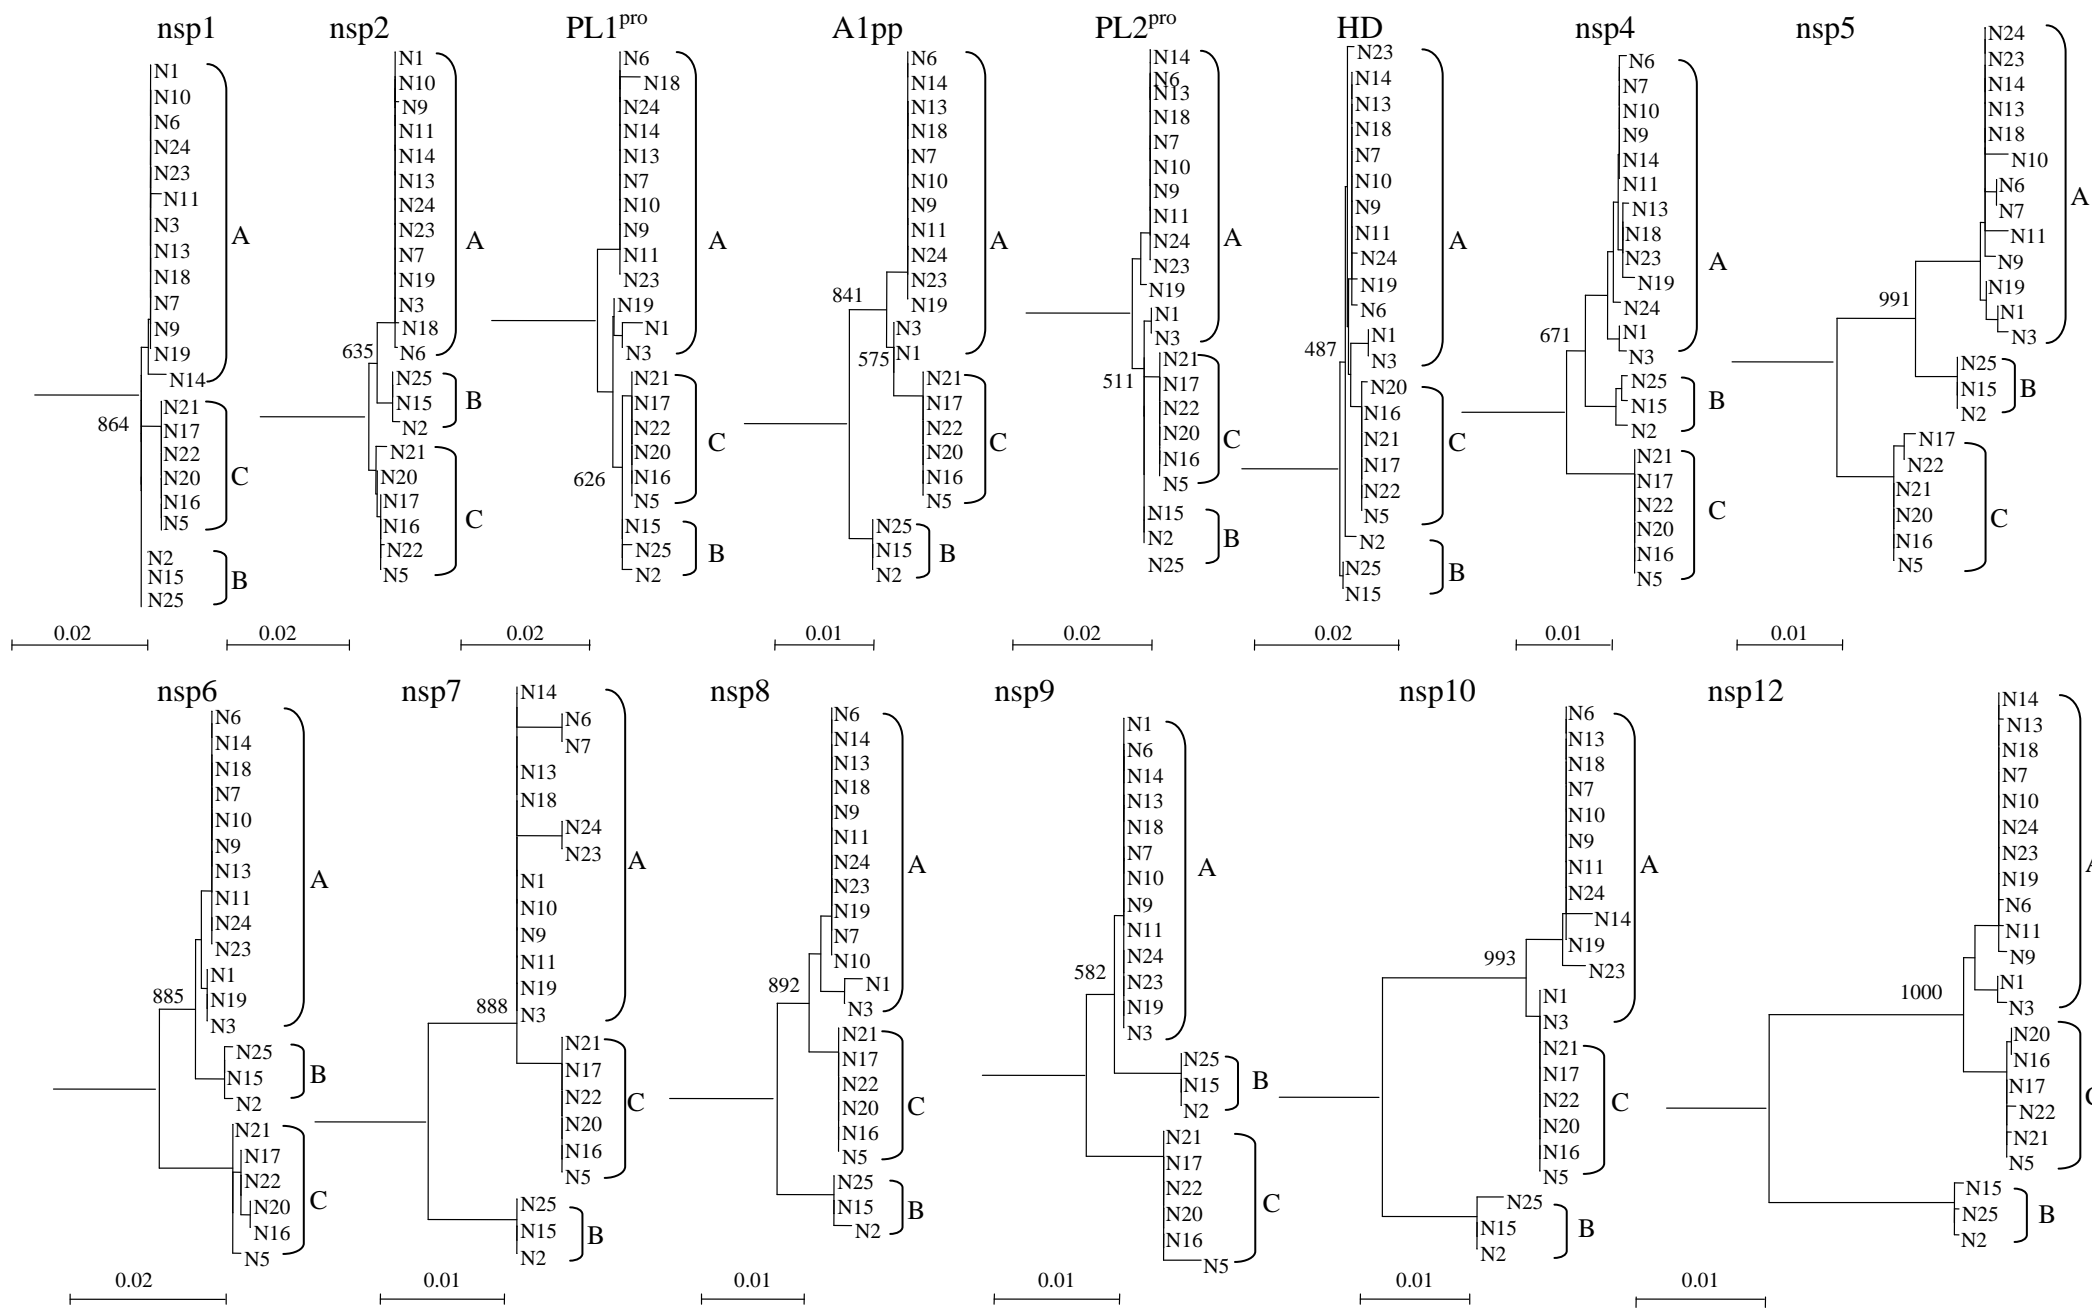 nsp1
N1
N10
N6
N24
N23
N11
N3
N13
N18
N7
N9
N19
N14
A
864
N21
N17
N22
N20
N16
N5
C
N2
N15
N25
B
0.02
nsp2
N1
N10
N9
N11
N14
N13
N24
N23
N7
N19
N3
N18
N6
A
635
N25
N15
N2
B
N21
N20
N17
N16
N22
N5
C
0.02
PL1pro
N6
N18
N24
N14
N13
N7
N10
N9
N11
N23
N19
N1
N3
A
N21
N17
N22
N20
N16
N5
C
626
N15
N25
N2
B
0.02
A1pp
N6
N14
N13
N18
N7
N10
N9
N11
N24
N23
N19
N3
N1
A
841
575
N21
N17
N22
N20
N16
N5
C
N25
N15
N2
B
0.01
PL2pro
N14
N6
N13
N18
N7
N10
N9
N11
N24
N23
N19
N1
N3
A
511
N21
N17
N22
N20
N16
N5
C
N15
N2
N25
B
0.02
HD
N23
N14
N13
N18
N7
N10
N9
N11
N24
N19
N6
N1
N3
A
487
N20
N16
N21
N17
N22
N5
C
N2
N25
N15
B
0.02
nsp4
N6
N7
N10
N9
N14
N11
N13
N18
N23
N19
N24
N1
N3
A
671
N25
N15
N2
B
N21
N17
N22
N20
N16
N5
C
0.01
nsp5
N24
N23
N14
N13
N18
N10
N6
N7
N11
N9
N19
N1
N3
A
991
N25
N15
N2
B
N17
N22
N21
N20
N16
N5
C
0.01
nsp6
N6
N14
N18
N7
N10
N9
N13
N11
N24
N23
N1
N19
N3
A
885
N25
N15
N2
B
N21
N17
N22
N20
N16
N5
C
0.02
nsp7
N14
N6
N7
N13
N18
N24
N23
N1
N10
N9
N11
N19
N3
A
888
N21
N17
N22
N20
N16
N5
C
N25
N15
N2
B
0.01
nsp8
N6
N14
N13
N18
N9
N11
N24
N23
N19
N7
N10
N1
N3
A
892
N21
N17
N22
N20
N16
N5
C
N25
N15
N2
B
0.01
nsp9
N1
N6
N14
N13
N18
N7
N10
N9
N11
N24
N23
N19
N3
A
582
N25
N15
N2
B
N21
N17
N22
N20
N16
N5
C
0.01
nsp10
N6
N13
N18
N7
N10
N9
N11
N24
N14
N19
N23
N1
N3
A
993
N21
N17
N22
N20
N16
N5
C
N25
N15
N2
B
0.01
nsp12
N14
N13
N18
N7
N10
N24
N23
N19
N6
N11
N9
N1
N3
1000
N20
N16
N17
N22
N21
N5
N15
N25
N2
B
0.01